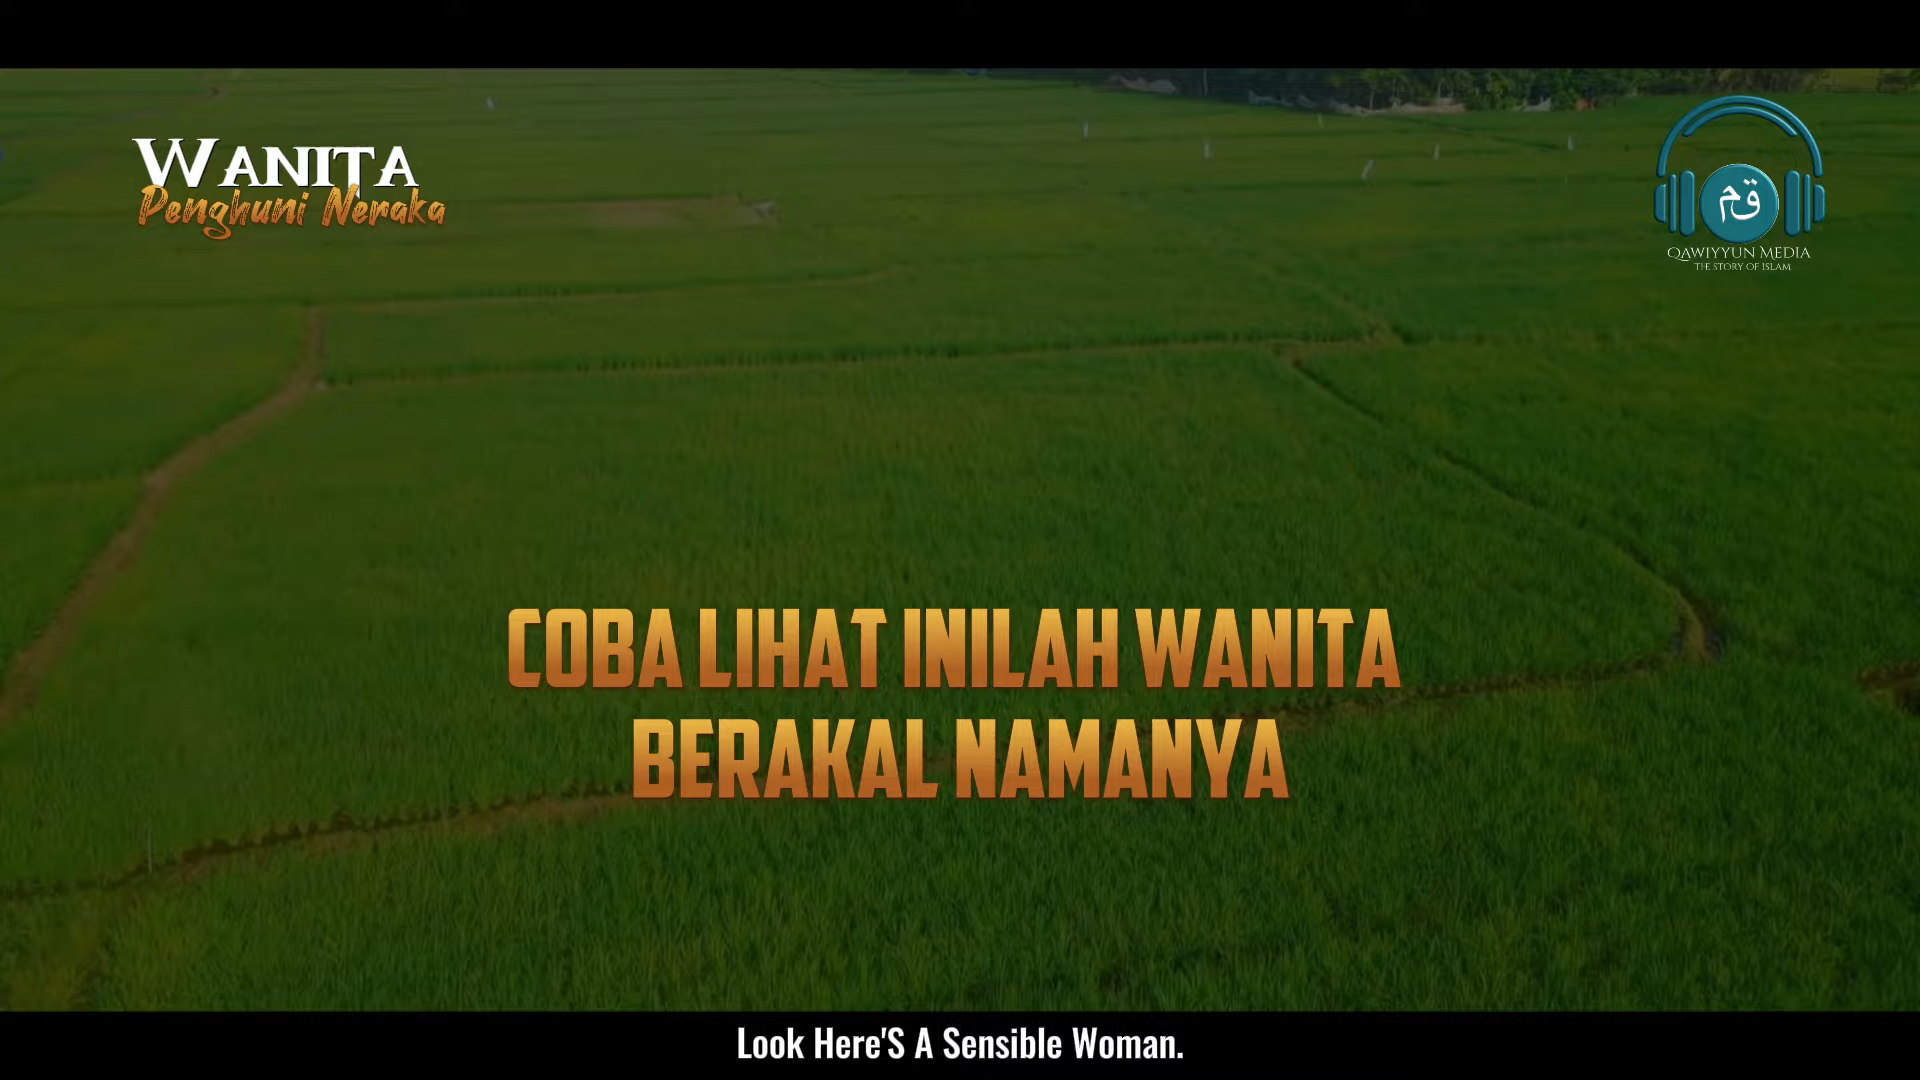 WANITA
Penghuni Neraka
قم
QAWIYYUN MEDIA
THE STORY OF ISLAM
COBA LIHAT INILAH WANITA
BERAKAL NAMANYA
Look Here'S A Sensible Woman.